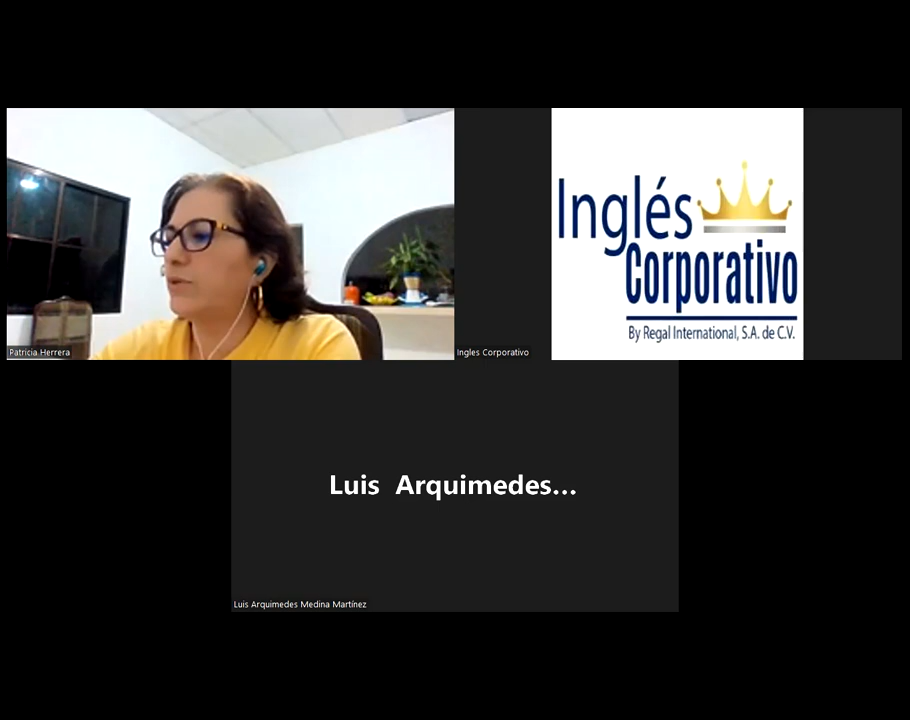 Inglés
Corporativo
By Regal International, S.A. de C.V.
Patricia Herrera
Ingles Corporativo
Luis Arquimedes...
Luis Arquimedes Medina Martínez